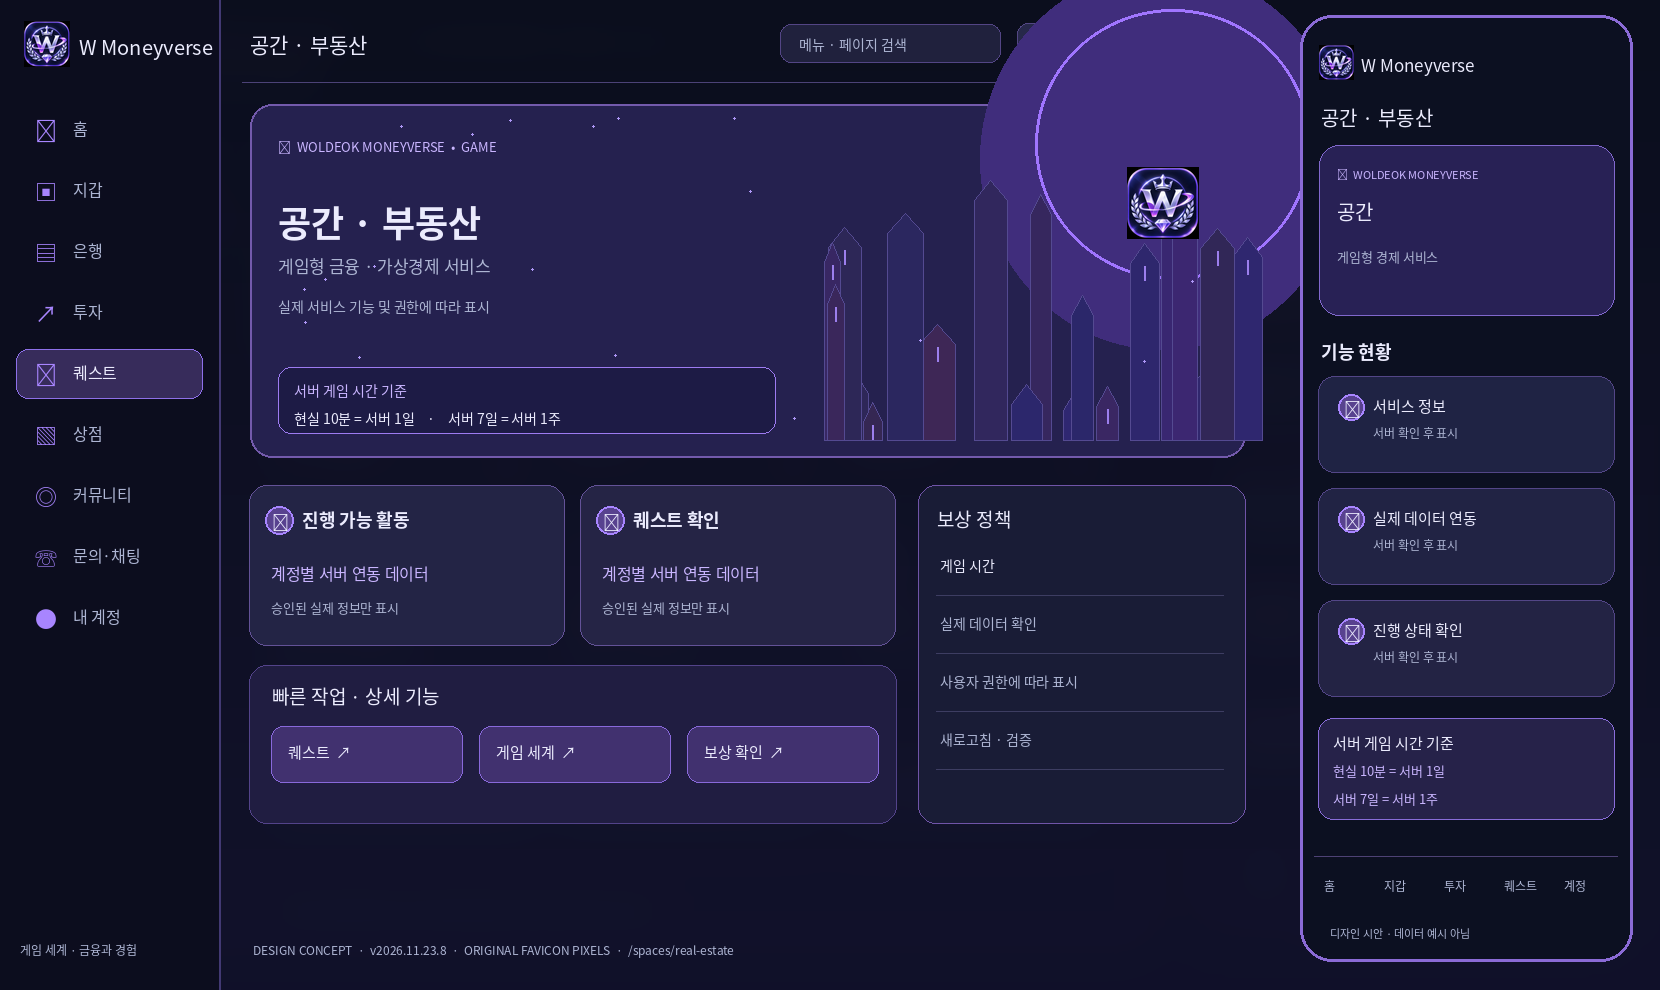 W Moneyverse
홈
지갑
은행
투자
퀘스트
상점
커뮤니티
문의·채팅
내 계정
게임 세계 · 금융과 경험
공간 · 부동산
메뉴 · 페이지 검색
WOLDEOK MONEYVERSE • GAME
공간 · 부동산
게임형 금융 · 가상경제 서비스
실제 서비스 기능 및 권한에 따라 표시
서버 게임 시간 기준
현실 10분 = 서버 1일 · 서버 7일 = 서버 1주
W
진행 가능 활동
계정별 서버 연동 데이터
승인된 실제 정보만 표시
퀘스트 확인
계정별 서버 연동 데이터
승인된 실제 정보만 표시
빠른 작업 · 상세 기능
퀘스트 ↗
게임 세계 ↗
보상 확인 ↗
보상 정책
게임 시간
실제 데이터 확인
사용자 권한에 따라 표시
새로고침 · 검증
DESIGN CONCEPT · v2026.11.23.8 · ORIGINAL FAVICON PIXELS · /spaces/real-estate
W Moneyverse
공간 · 부동산
WOLDEOK MONEYVERSE
공간
게임형 경제 서비스
기능 현황
서비스 정보
서버 확인 후 표시
실제 데이터 연동
서버 확인 후 표시
진행 상태 확인
서버 확인 후 표시
서버 게임 시간 기준
현실 10분 = 서버 1일
서버 7일 = 서버 1주
홈 지갑 투자 퀘스트 계정
디자인 시안 · 데이터 예시 아님